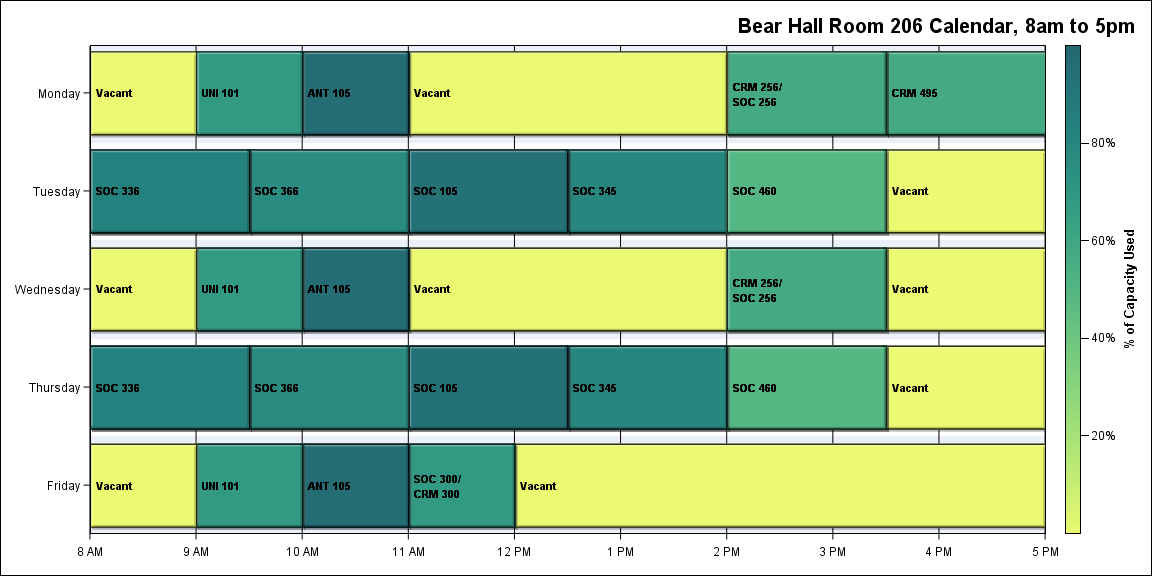 Bear Hall Room 206 Calendar, 8am to 5pm
Monday
Vacant
UNI 101
ANT 105
Vacant
CRM 256/
SOC 256
CRM 495
Tuesday
SOC 336
SOC 366
SOC 105
SOC 345
SOC 460
Vacant
Wednesday
Vacant
UNI 101
ANT 105
Vacant
CRM 256/
SOC 256
Vacant
Thursday
SOC 336
SOC 366
SOC 105
SOC 345
SOC 460
Vacant
Friday
Vacant
UNI 101
ANT 105
SOC 300/
CRM 300
Vacant
8 AM
9 AM
10 AM
11 AM
12 PM
1 PM
2 PM
3 PM
4 PM
5 PM
80%
60%
40%
20%
% of Capacity Used